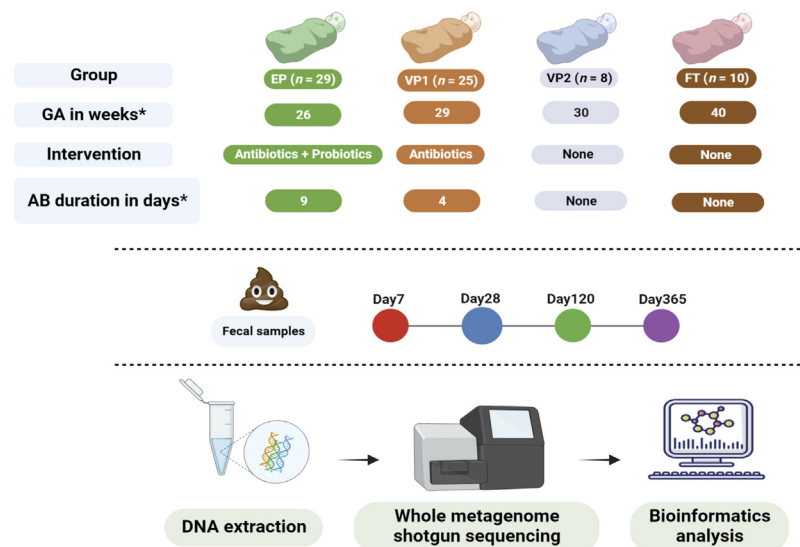 Group EP (n = 29) VP1 (n = 25) VP2 (n = 8) FT (n = 10)
GA in weeks* 26 29 30 40
Intervention Antibiotics + Probiotics Antibiotics None None
AB duration in days* 9 4 None None
Day7 Day28 Day120 Day365
Fecal samples
DNA extraction
Whole metagenome
shotgun sequencing
Bioinformatics
analysis